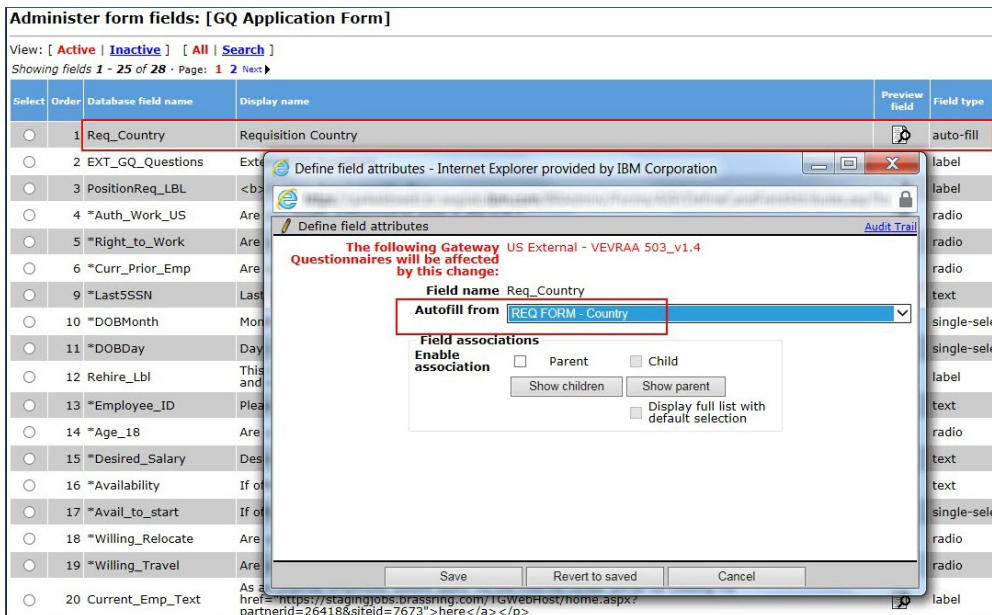 Administer form fields: [GQ Application Form]
View: [ Active | Inactive ] [ All | Search ]
Showing fields 1 - 25 of 28 · Page: 1 2 Next
Select Order Database field name Display name Preview field Field type
1 Req_Country Requisition Country auto-fill
2 EXT_GQ_Questions Exte label
3 PositionReq_LBL <b> label
4 *Auth_Work_US Are radio
5 *Right_to_Work Are radio
6 *Curr_Prior_Emp Are radio
9 *Last5SSN Last text
10 *DOBMonth Mon single-sele
11 *DOBDay Day single-sele
12 Rehire_Lbl This and label
13 *Employee_ID Plea text
14 *Age_18 Are radio
15 *Desired_Salary Des text
16 *Availability If of text
17 *Avail_to_start If of single-sele
18 *Willing_Relocate Are radio
19 *Willing_Travel Are radio
20 Current_Emp_Text As a
href="https://stagingjobs.brassring.com/TGWebHost/home.aspx?
partnerid=26418&siteid=7673">here</a></p> label
Define field attributes - Internet Explorer provided by IBM Corporation
Define field attributes Audit Trail
The following Gateway Questionnaires will be affected by this change: US External - VEVRAA 503_v1.4
Field name Req_Country
Autofill from REQ FORM - Country
Field associations
Enable association Parent Child
Show children Show parent
Display full list with
default selection
Save Revert to saved Cancel